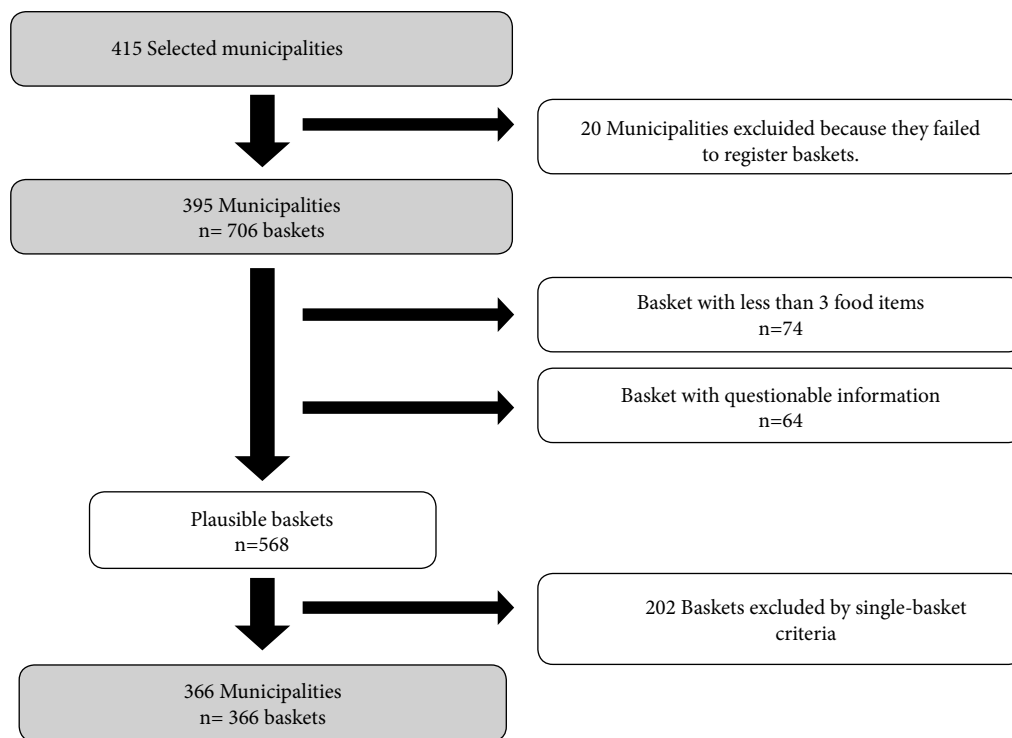 415 Selected municipalities
20 Municipalities excluided because they failed
to register baskets.
395 Municipalities
n= 706 baskets
Basket with less than 3 food items
n=74
Basket with questionable information
n=64
Plausible baskets
n=568
202 Baskets excluded by single-basket
criteria
366 Municipalities
n= 366 baskets